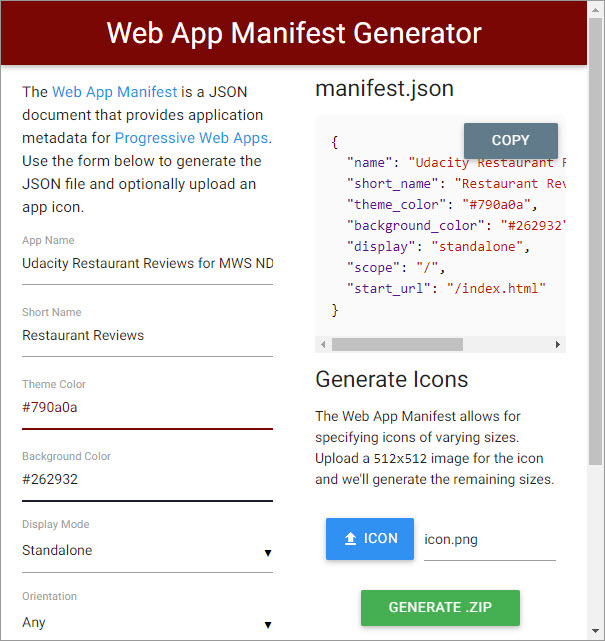 Web App Manifest Generator
The Web App Manifest is a JSON
document that provides application
metadata for Progressive Web Apps.
Use the form below to generate the
JSON file and optionally upload an
app icon.
App Name
Udacity Restaurant Reviews for MWS ND
Short Name
Restaurant Reviews
Theme Color
#790a0a
Background Color
#262932
Display Mode
Standalone
Orientation
Any
manifest.json
COPY
{
"name": "Udacity Restaurant
"short_name": "Restaurant Rev
"theme_color": "#790a0a",
"background_color": "#262932"
"display": "standalone",
"scope": "/",
"start_url": "/index.html"
}
Generate Icons
The Web App Manifest allows for
specifying icons of varying sizes.
Upload a 512x512 image for the icon
and we'll generate the remaining sizes.
ICON
icon.png
GENERATE .ZIP